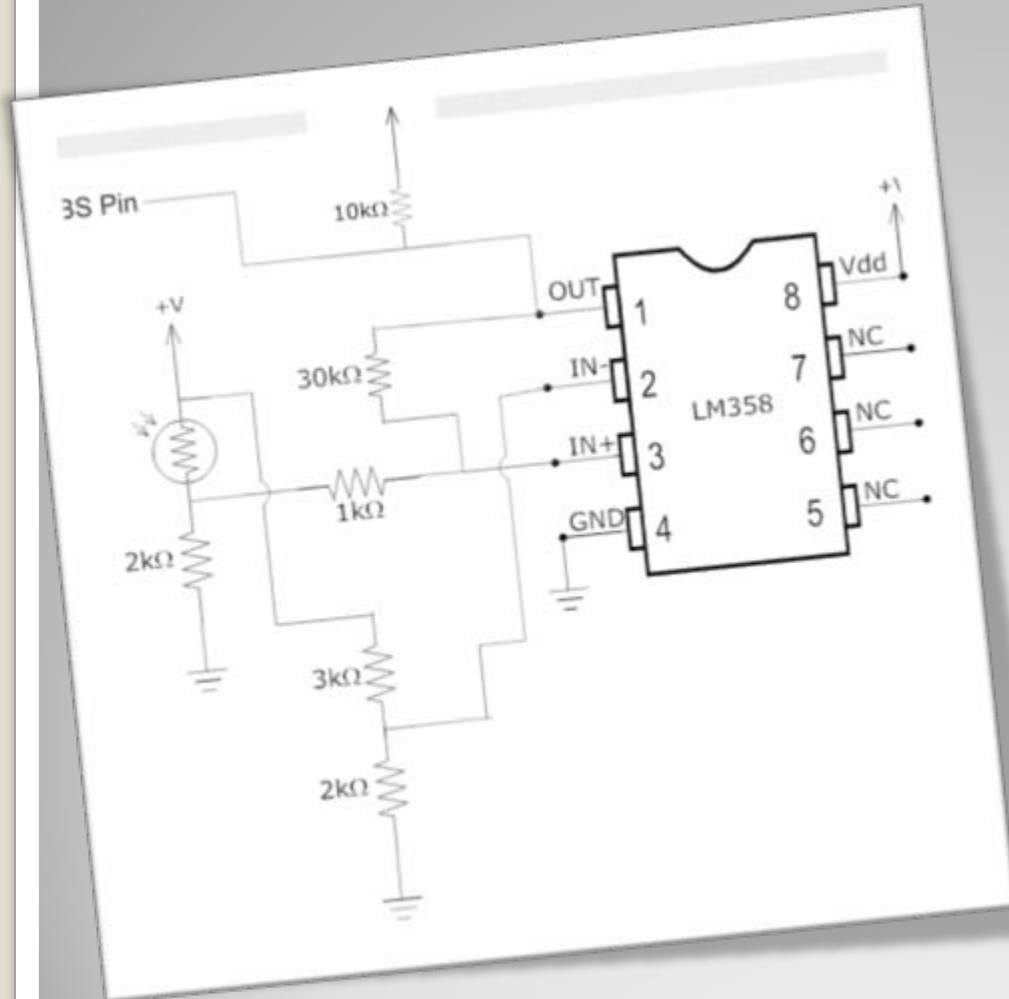 3S Pin
10kΩ
+V
+V
Vdd
OUT
1
8
NC
30kΩ
IN-
2
7
LM358
NC
IN+
3
6
1kΩ
NC
GND
4
5
2kΩ
3kΩ
2kΩ